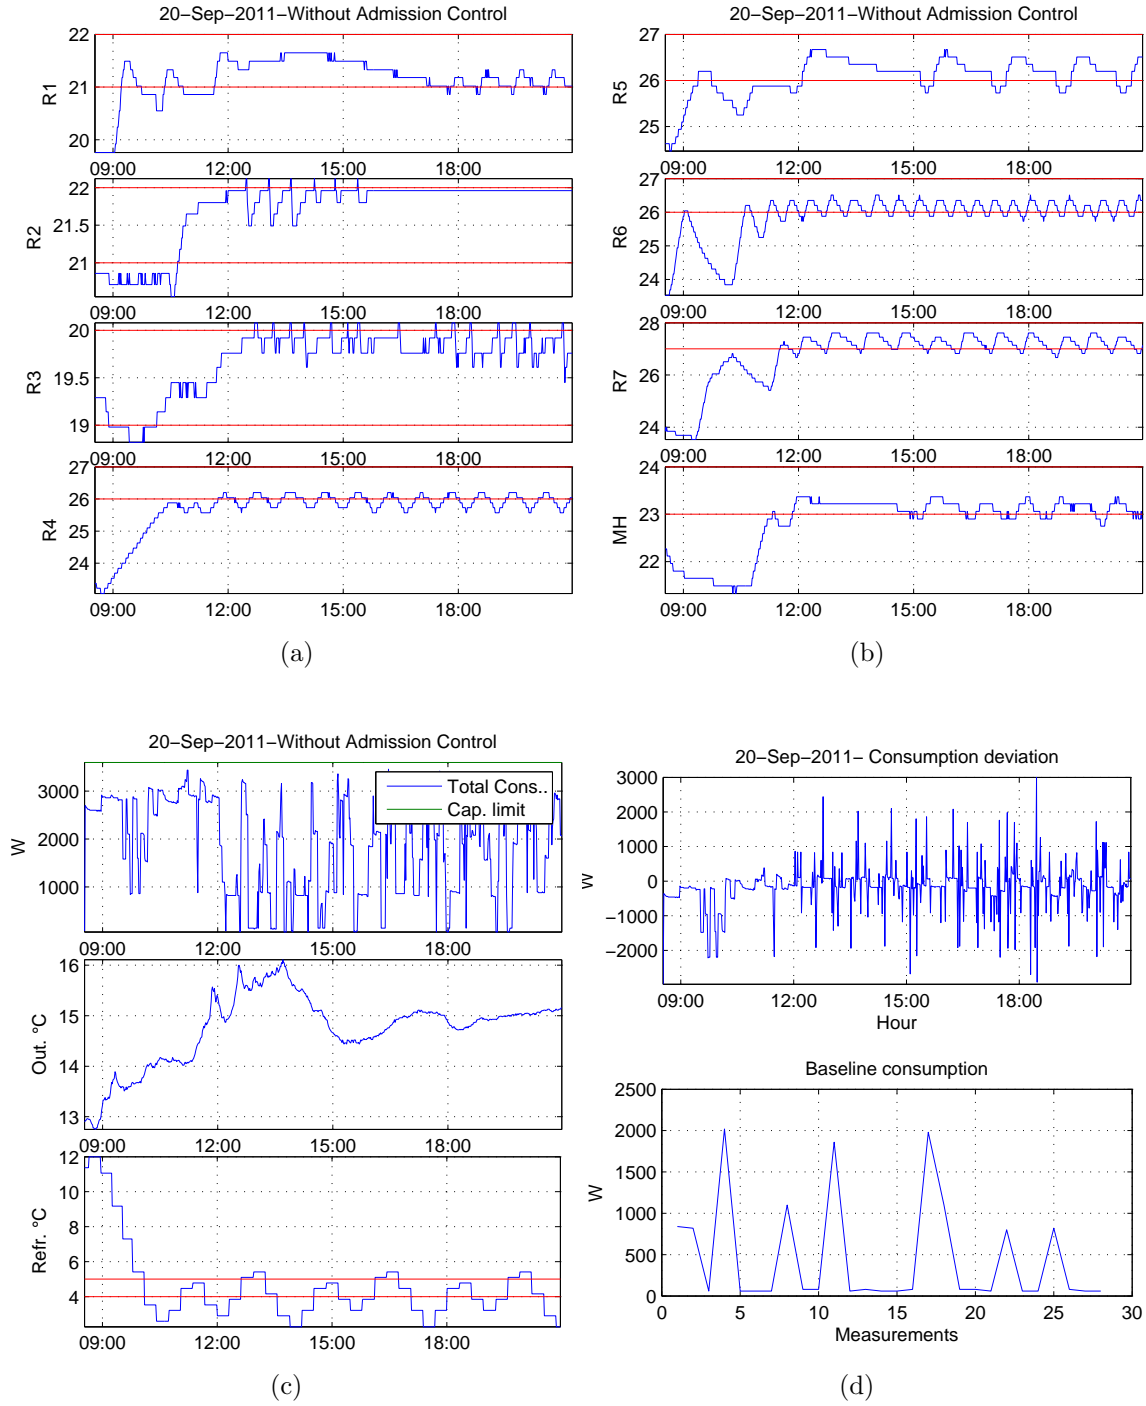 20-Sep-2011-Without Admission Control
22
21
20
R1
09:00 12:00 15:00 18:00
22
21.5
21
R2
09:00 12:00 15:00 18:00
20
19.5
19
R3
09:00 12:00 15:00 18:00
27
26
25
24
R4
09:00 12:00 15:00 18:00
(a)
20-Sep-2011-Without Admission Control
27
26
25
R5
09:00 12:00 15:00 18:00
27
26
25
24
R6
09:00 12:00 15:00 18:00
28
26
24
R7
09:00 12:00 15:00 18:00
24
23
22
MH
09:00 12:00 15:00 18:00
(b)
20-Sep-2011-Without Admission Control
3000
2000
1000
W
Total Cons..
Cap. limit
09:00 12:00 15:00 18:00
16
15
14
13
Out. °C
09:00 12:00 15:00 18:00
12
10
8
6
4
Refr. °C
09:00 12:00 15:00 18:00
(c)
20-Sep-2011- Consumption deviation
3000
2000
1000
0
-1000
-2000
W
09:00 12:00 15:00 18:00
Hour
Baseline consumption
2500
2000
1500
1000
500
0
W
0 5 10 15 20 25 30
Measurements
(d)